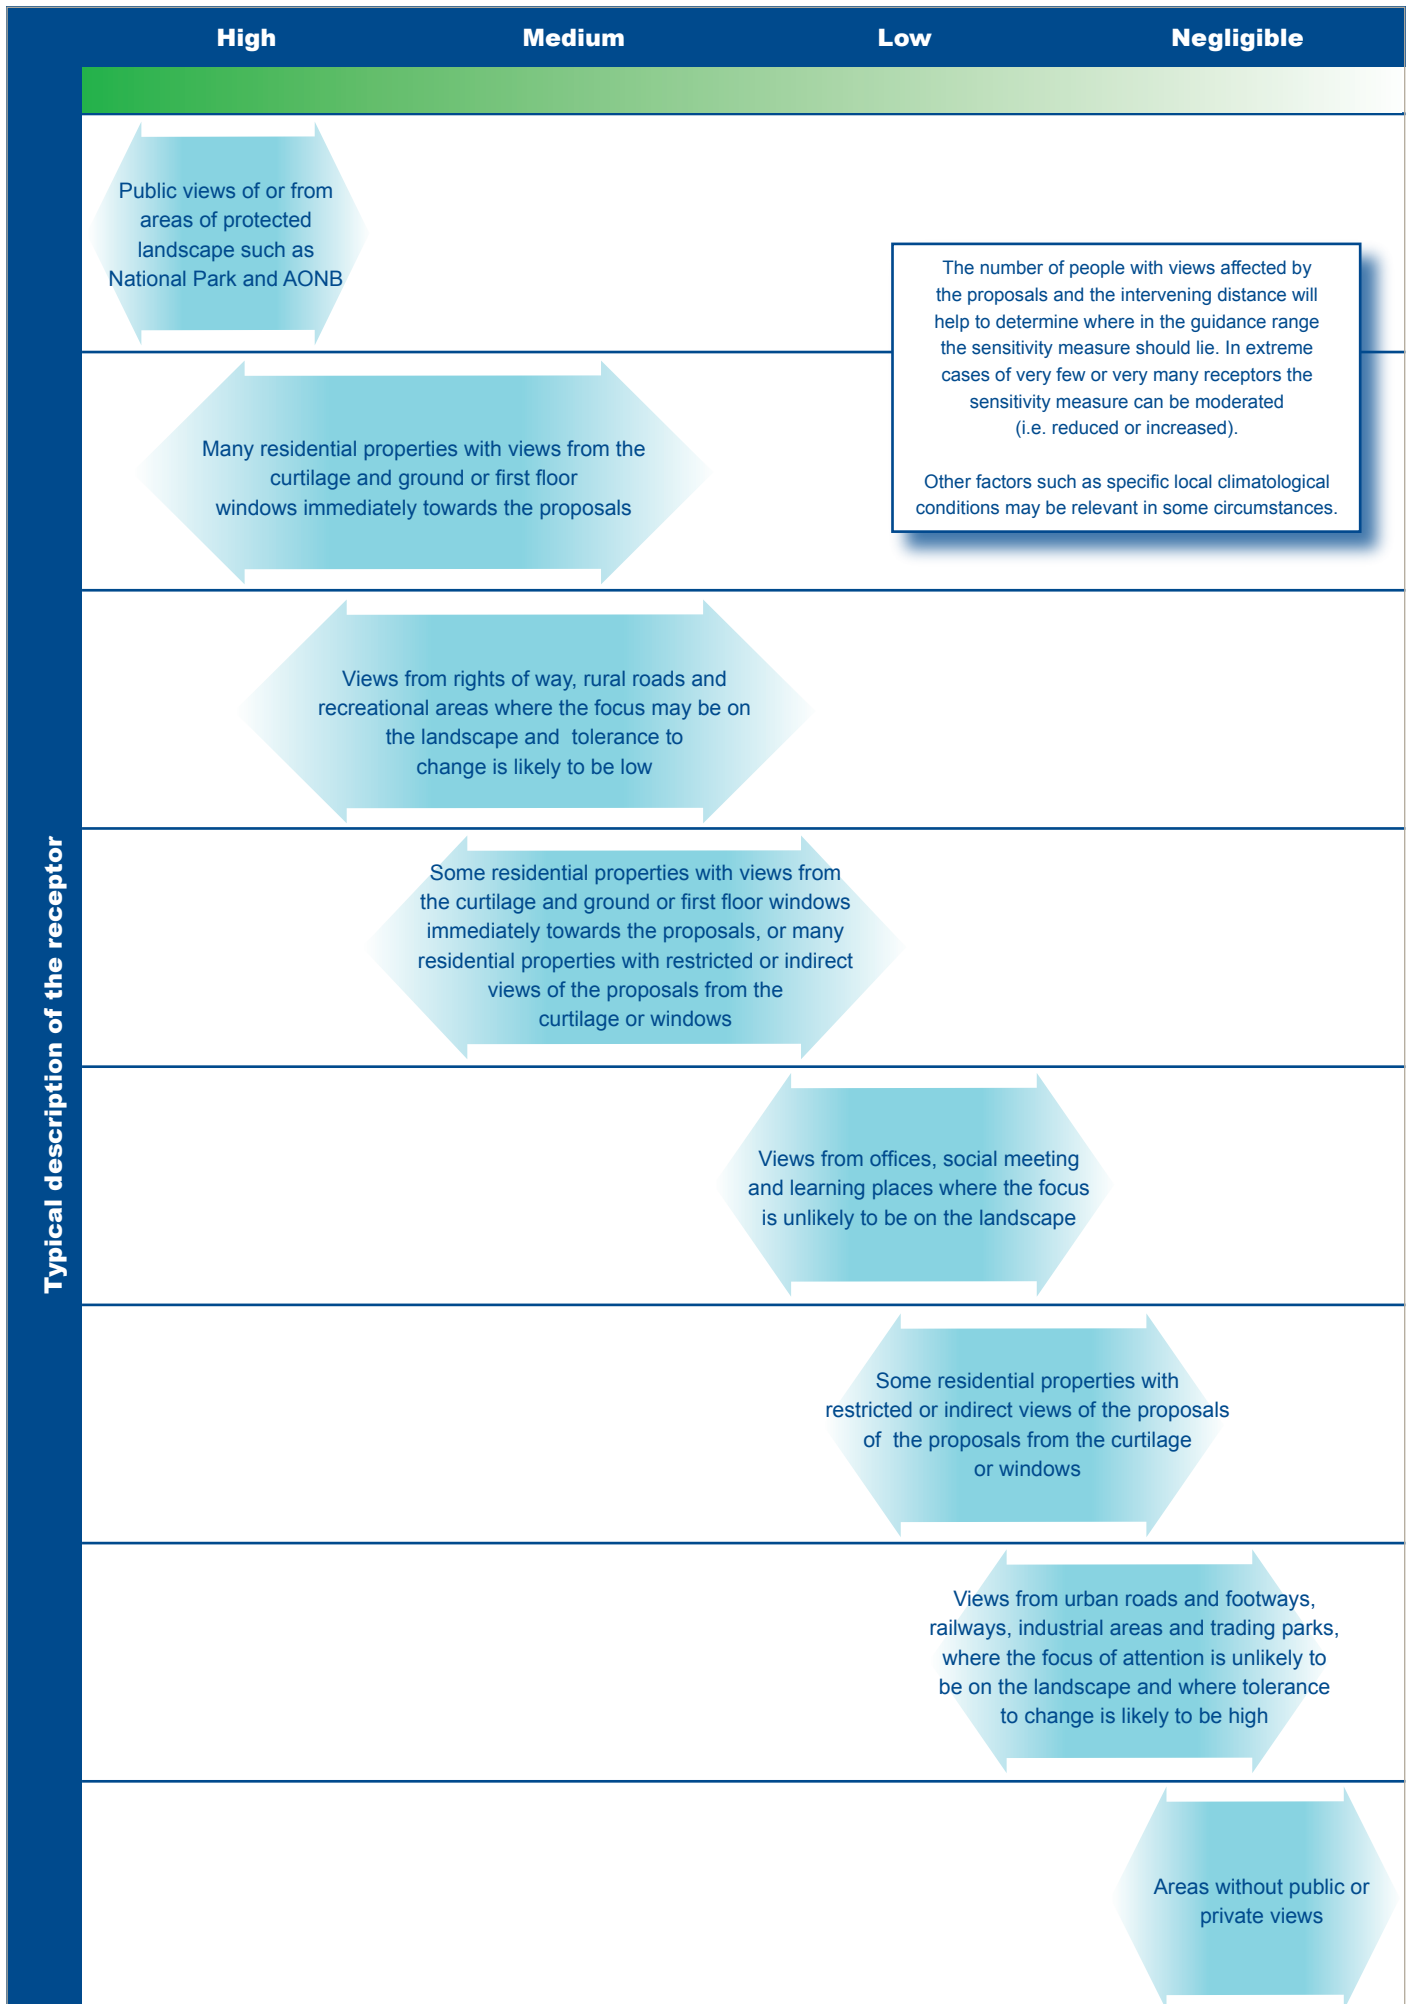 High Medium Low Negligible
Typical description of the receptor
Public views of or from
areas of protected
landscape such as
National Park and AONB
The number of people with views affected by
the proposals and the intervening distance will
help to determine where in the guidance range
the sensitivity measure should lie. In extreme
cases of very few or very many receptors the
sensitivity measure can be moderated
(i.e. reduced or increased).
Other factors such as specific local climatological
conditions may be relevant in some circumstances.
Many residential properties with views from the
curtilage and ground or first floor
windows immediately towards the proposals
Views from rights of way, rural roads and
recreational areas where the focus may be on
the landscape and tolerance to
change is likely to be low
Some residential properties with views from
the curtilage and ground or first floor windows
immediately towards the proposals, or many
residential properties with restricted or indirect
views of the proposals from the
curtilage or windows
Views from offices, social meeting
and learning places where the focus
is unlikely to be on the landscape
Some residential properties with
restricted or indirect views of the proposals
of the proposals from the curtilage
or windows
Views from urban roads and footways,
railways, industrial areas and trading parks,
where the focus of attention is unlikely to
be on the landscape and where tolerance
to change is likely to be high
Areas without public or
private views